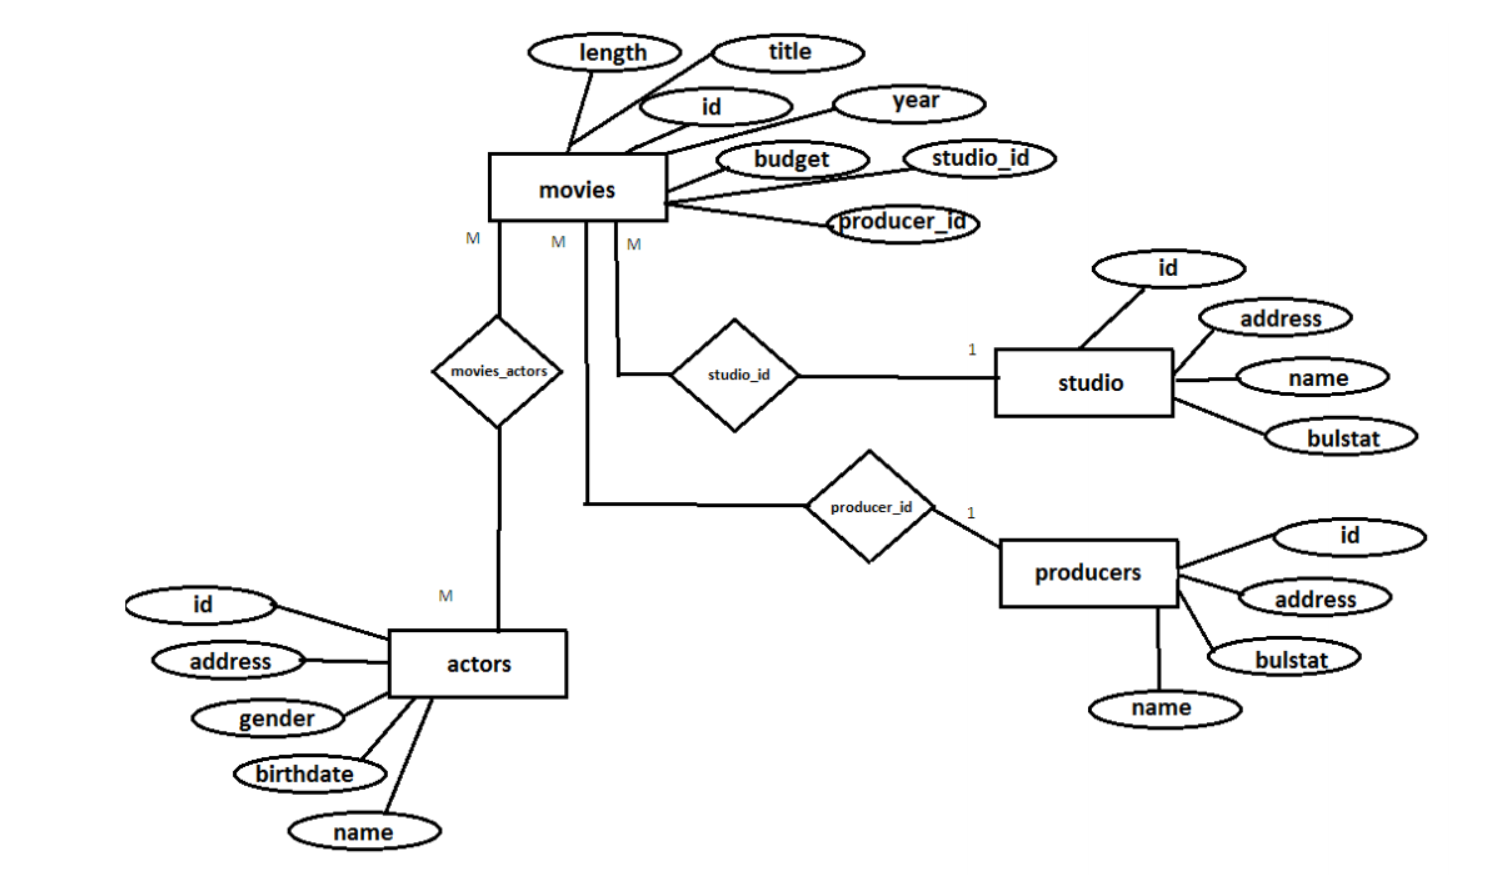 length
title
id
year
budget
studio_id
movies
producer_id
M
M
M
id
address
1
movies_actors
studio_id
studio
name
bulstat
producer_id
1
id
producers
address
M
id
address
actors
bulstat
gender
name
birthdate
name